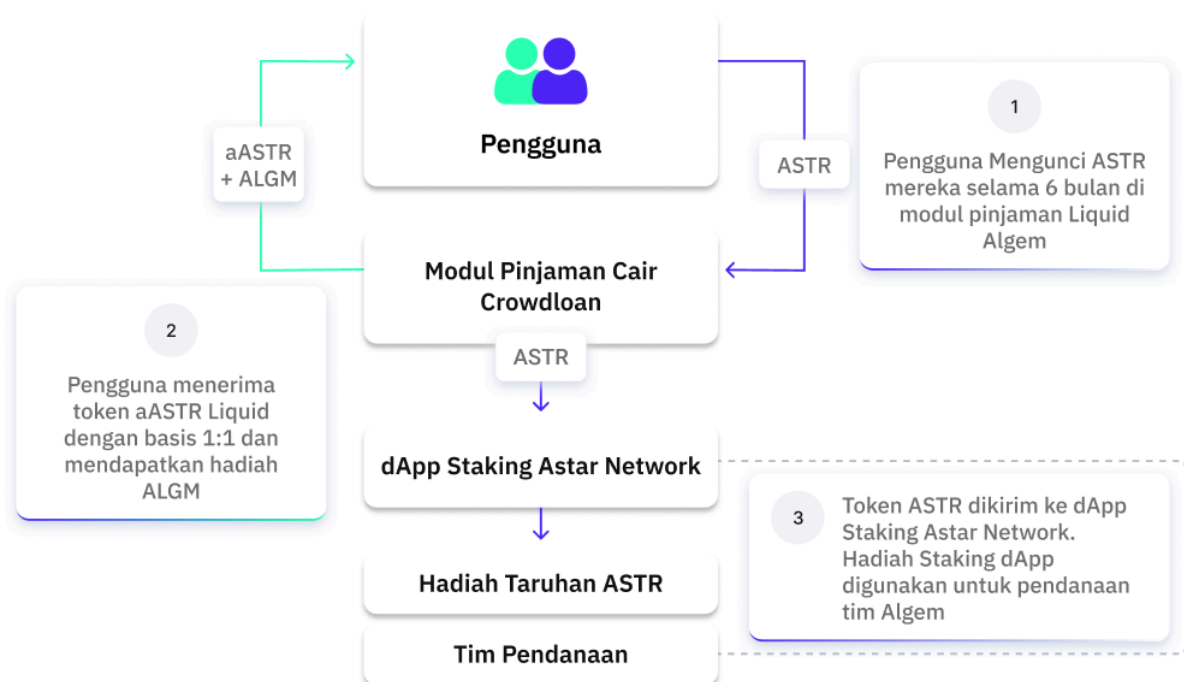 Pengguna
aASTR
+ ALGM
ASTR
1
Pengguna Mengunci ASTR
mereka selama 6 bulan di
modul pinjaman Liquid
Algem
Modul Pinjaman Cair
Crowdloan
ASTR
2
Pengguna menerima
token aASTR Liquid
dengan basis 1:1 dan
mendapatkan hadiah
ALGM
dApp Staking Astar Network
3
Token ASTR dikirim ke dApp
Staking Astar Network.
Hadiah Staking dApp
digunakan untuk pendanaan
tim Algem
Hadiah Taruhan ASTR
Tim Pendanaan